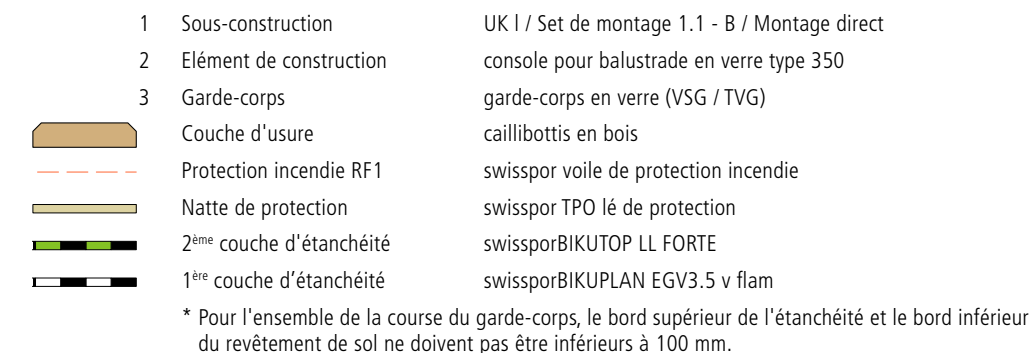 1 Sous-construction UK l / Set de montage 1.1 - B / Montage direct
2 Elément de construction console pour balustrade en verre type 350
3 Garde-corps garde-corps en verre (VSG / TVG)
Couche d'usure caillibottis en bois
Protection incendie RF1 swisspor voile de protection incendie
Natte de protection swisspor TPO lé de protection
2ème couche d'étanchéité swissporBIKUTOP LL FORTE
1ère couche d’étanchéité swissporBIKUPLAN EGV3.5 v flam
* Pour l'ensemble de la course du garde-corps, le bord supérieur de l'étanchéité et le bord inférieur
du revêtement de sol ne doivent pas être inférieurs à 100 mm.